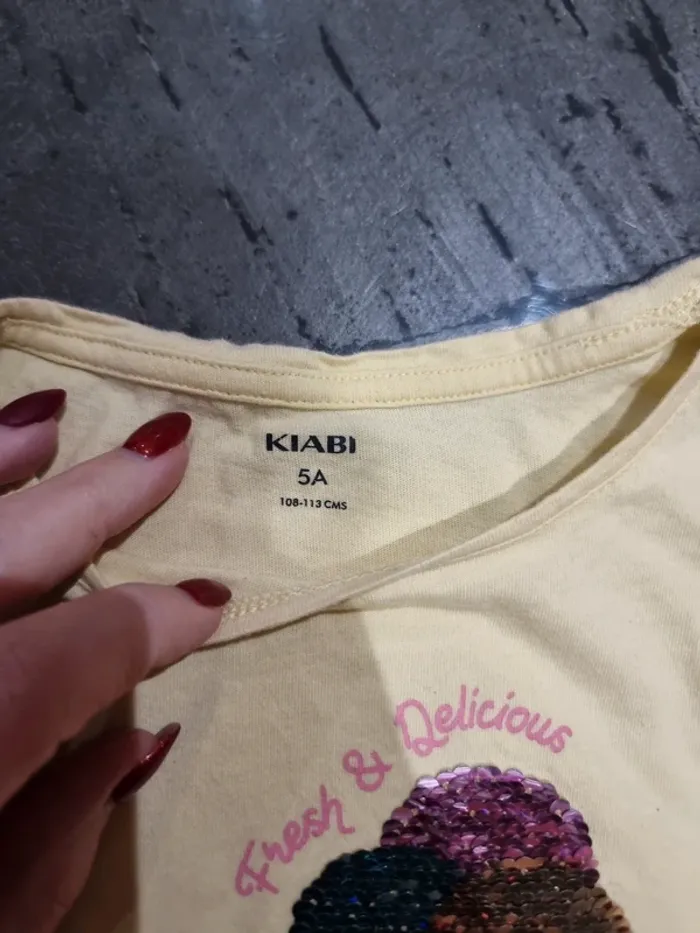 KIABI
5A
108-113 CMS
Fresh & Delicious